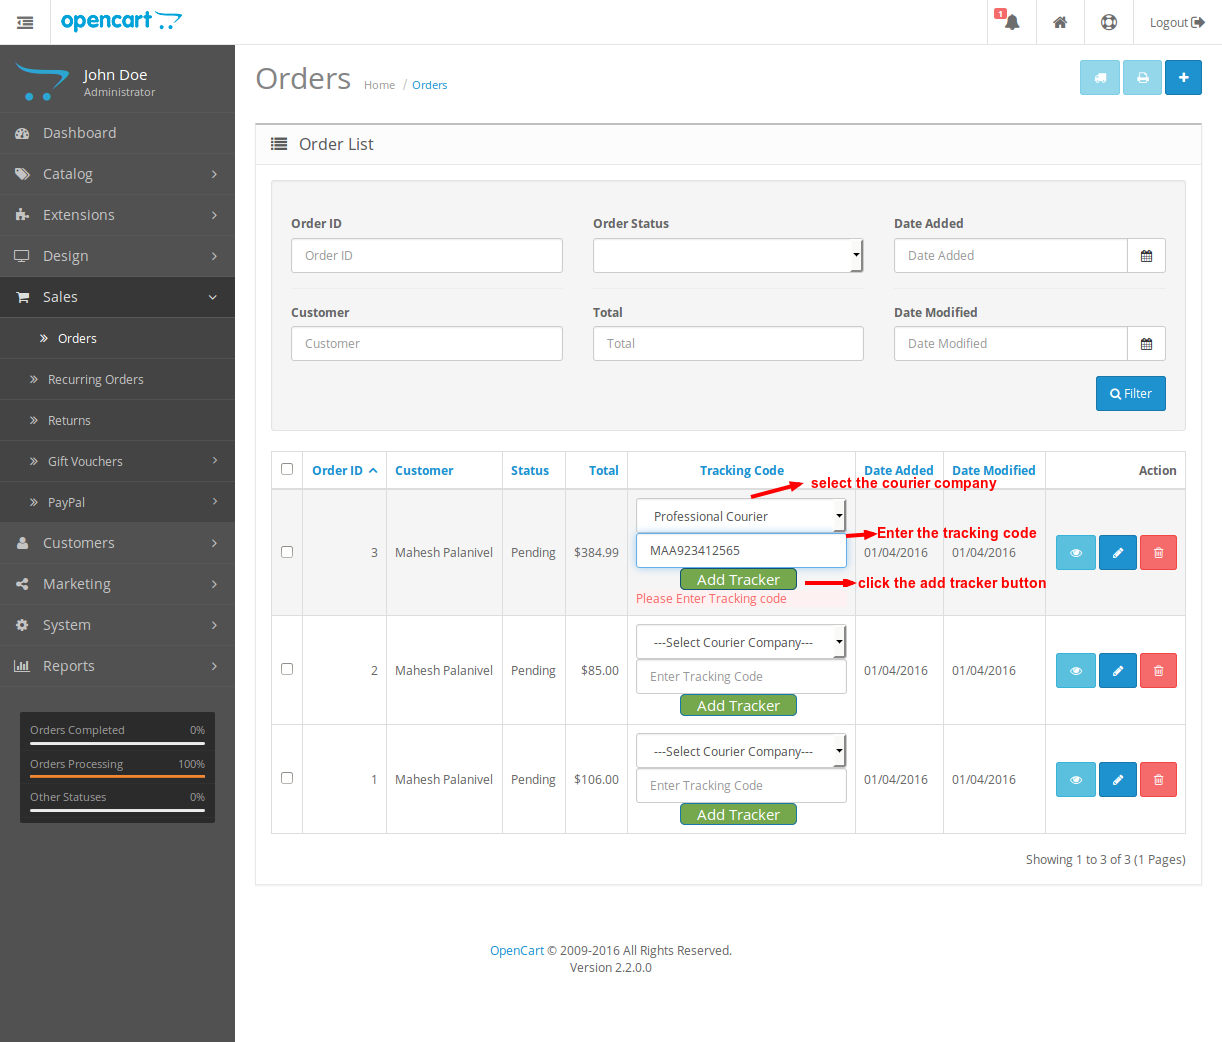 opencart
1
Logout
John Doe
Administrator
Dashboard
Catalog
Extensions
Design
Sales
Orders
Recurring Orders
Returns
Gift Vouchers
PayPal
Customers
Marketing
System
Reports
Orders Completed 0%
Orders Processing 100%
Other Statuses 0%
Orders Home / Orders
Order List
Order ID Order Status Date Added
Order ID Date Added
Customer Total Date Modified
Customer Total Date Modified
Filter
Order ID Customer Status Total Tracking Code Date Added Date Modified Action
select the courier company
Professional Courier
Enter the tracking code
3 Mahesh Palanivel Pending $384.99 MAA923412565 01/04/2016 01/04/2016
Add Tracker click the add tracker button
Please Enter Tracking code
---Select Courier Company---
2 Mahesh Palanivel Pending $85.00 Enter Tracking Code 01/04/2016 01/04/2016
Add Tracker
---Select Courier Company---
1 Mahesh Palanivel Pending $106.00 Enter Tracking Code 01/04/2016 01/04/2016
Add Tracker
Showing 1 to 3 of 3 (1 Pages)
OpenCart © 2009-2016 All Rights Reserved.
Version 2.2.0.0